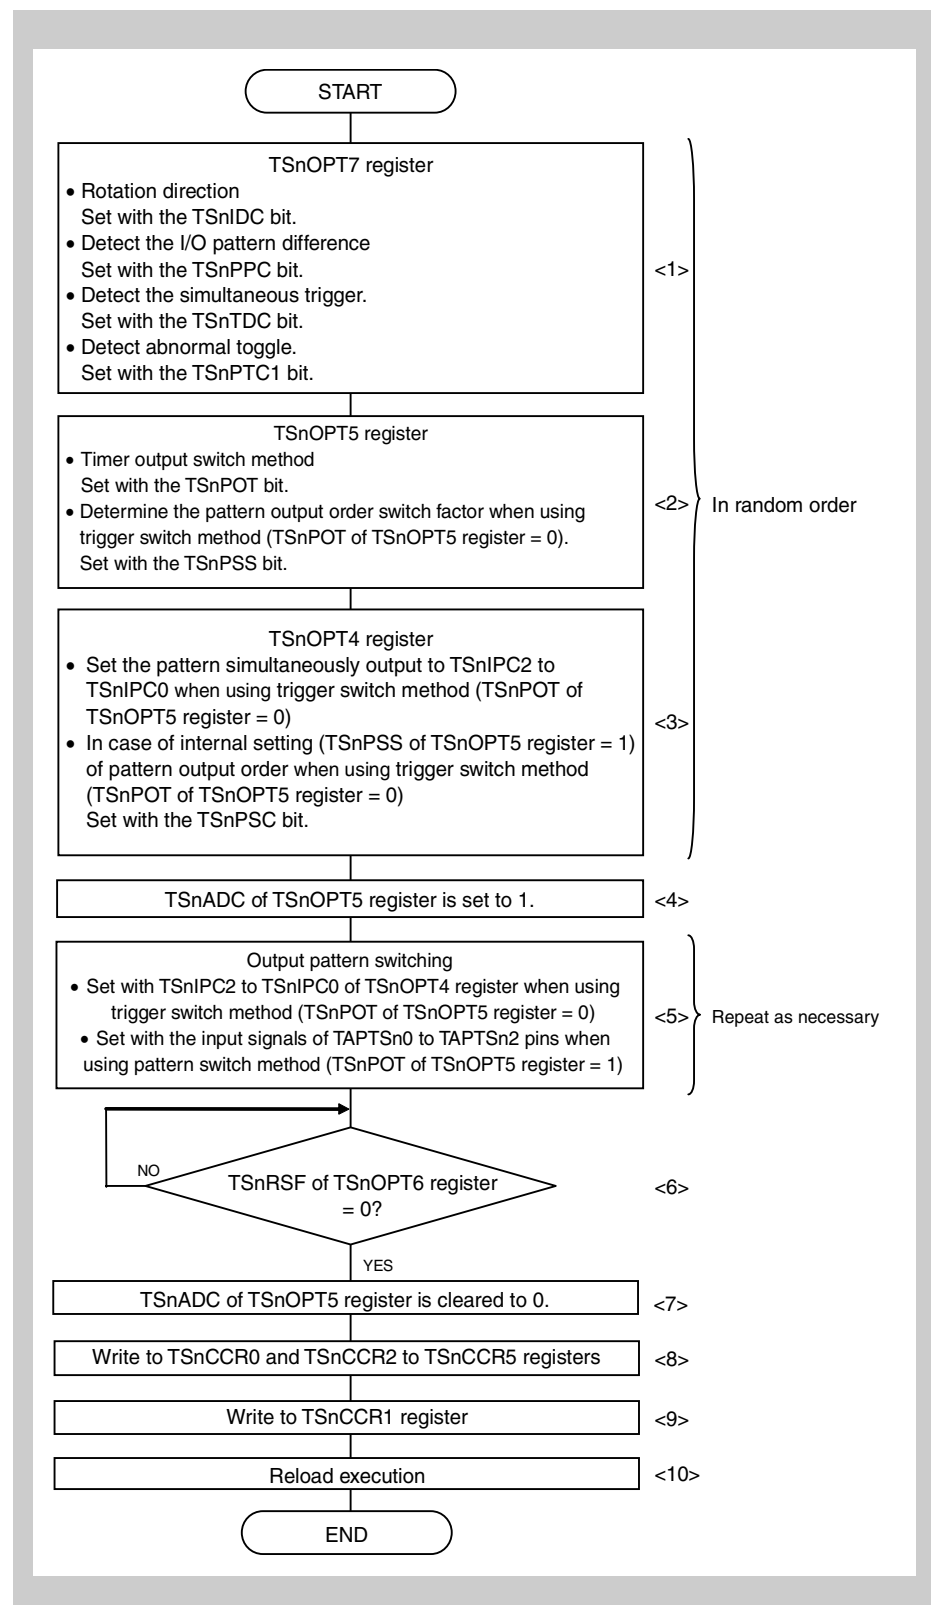 START
TSnOPT7 register
• Rotation direction
Set with the TSnIDC bit.
• Detect the I/O pattern difference
Set with the TSnPPC bit.
• Detect the simultaneous trigger.
Set with the TSnTDC bit.
• Detect abnormal toggle.
Set with the TSnPTC1 bit.
<1>
TSnOPT5 register
• Timer output switch method
Set with the TSnPOT bit.
• Determine the pattern output order switch factor when using
trigger switch method (TSnPOT of TSnOPT5 register = 0).
Set with the TSnPSS bit.
<2>
In random order
TSnOPT4 register
• Set the pattern simultaneously output to TSnIPC2 to
TSnIPC0 when using trigger switch method (TSnPOT of
TSnOPT5 register = 0)
• In case of internal setting (TSnPSS of TSnOPT5 register = 1)
of pattern output order when using trigger switch method
(TSnPOT of TSnOPT5 register = 0)
Set with the TSnPSC bit.
<3>
TSnADC of TSnOPT5 register is set to 1.
<4>
Output pattern switching
• Set with TSnIPC2 to TSnIPC0 of TSnOPT4 register when using
trigger switch method (TSnPOT of TSnOPT5 register = 0)
• Set with the input signals of TAPTSn0 to TAPTSn2 pins when
using pattern switch method (TSnPOT of TSnOPT5 register = 1)
<5>
Repeat as necessary
NO
TSnRSF of TSnOPT6 register
= 0?
<6>
YES
TSnADC of TSnOPT5 register is cleared to 0.
<7>
Write to TSnCCR0 and TSnCCR2 to TSnCCR5 registers
<8>
Write to TSnCCR1 register
<9>
Reload execution
<10>
END